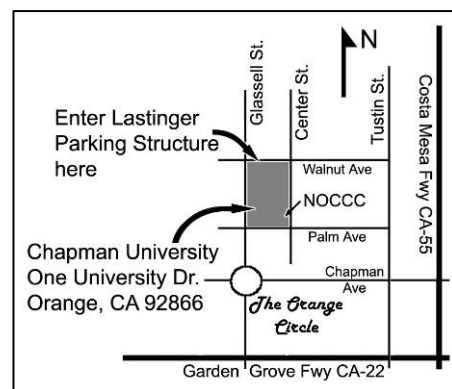 N
Glassell St.
Center St.
Tustin St.
Costa Mesa Fwy CA-55
Enter Lastinger
Parking Structure
here
Walnut Ave
NOCCC
Palm Ave
Chapman University
One University Dr.
Orange, CA 92866
Chapman
Ave
The Orange
Circle
Garden Grove Fwy CA-22